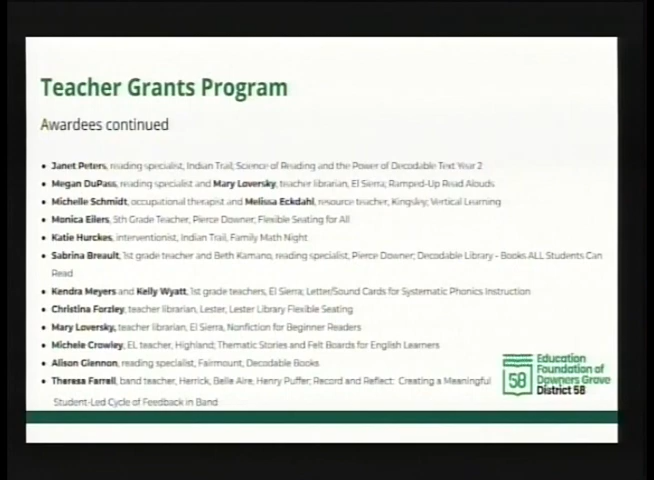 Teacher Grants Program
Awardees continued
• Janet Peters, reading specialist, Indian Trail; Science of Reading and the Power of Decodable Text Year 2
• Megan DuPass, reading specialist and Mary Loversky, teacher librarian, El Sierra; Ramped-Up Read Alouds
• Michelle Schmidt, occupational therapist and Melissa Eckdahl, resource teacher, Kingsley; Vertical Learning
• Monica Eilers, 5th Grade Teacher, Pierce Downer; Flexible Seating for All
• Katie Hurckes, interventionist, Indian Trail, Family Math Night
• Sabrina Breault, 1st grade teacher and Beth Kamano, reading specialist, Pierce Downer; Decodable Library - Books ALL Students Can
Read
• Kendra Meyers and Kelly Wyatt, 1st grade teachers, El Sierra; Letter/Sound Cards for Systematic Phonics Instruction
• Christina Forzley, teacher librarian, Lester, Lester Library Flexible Seating
• Mary Loversky, teacher librarian, El Sierra, Nonfiction for Beginner Readers
• Michele Crowley, EL teacher, Highland; Thematic Stories and Felt Boards for English Learners
• Alison Glennon, reading specialist, Fairmount, Decodable Books
• Theresa Farrell, band teacher, Herrick, Belle Aire, Henry Puffer; Record and Reflect: Creating a Meaningful
Student-Led Cycle of Feedback in Band
58
Education
Foundation of
Downers Grove
District 58